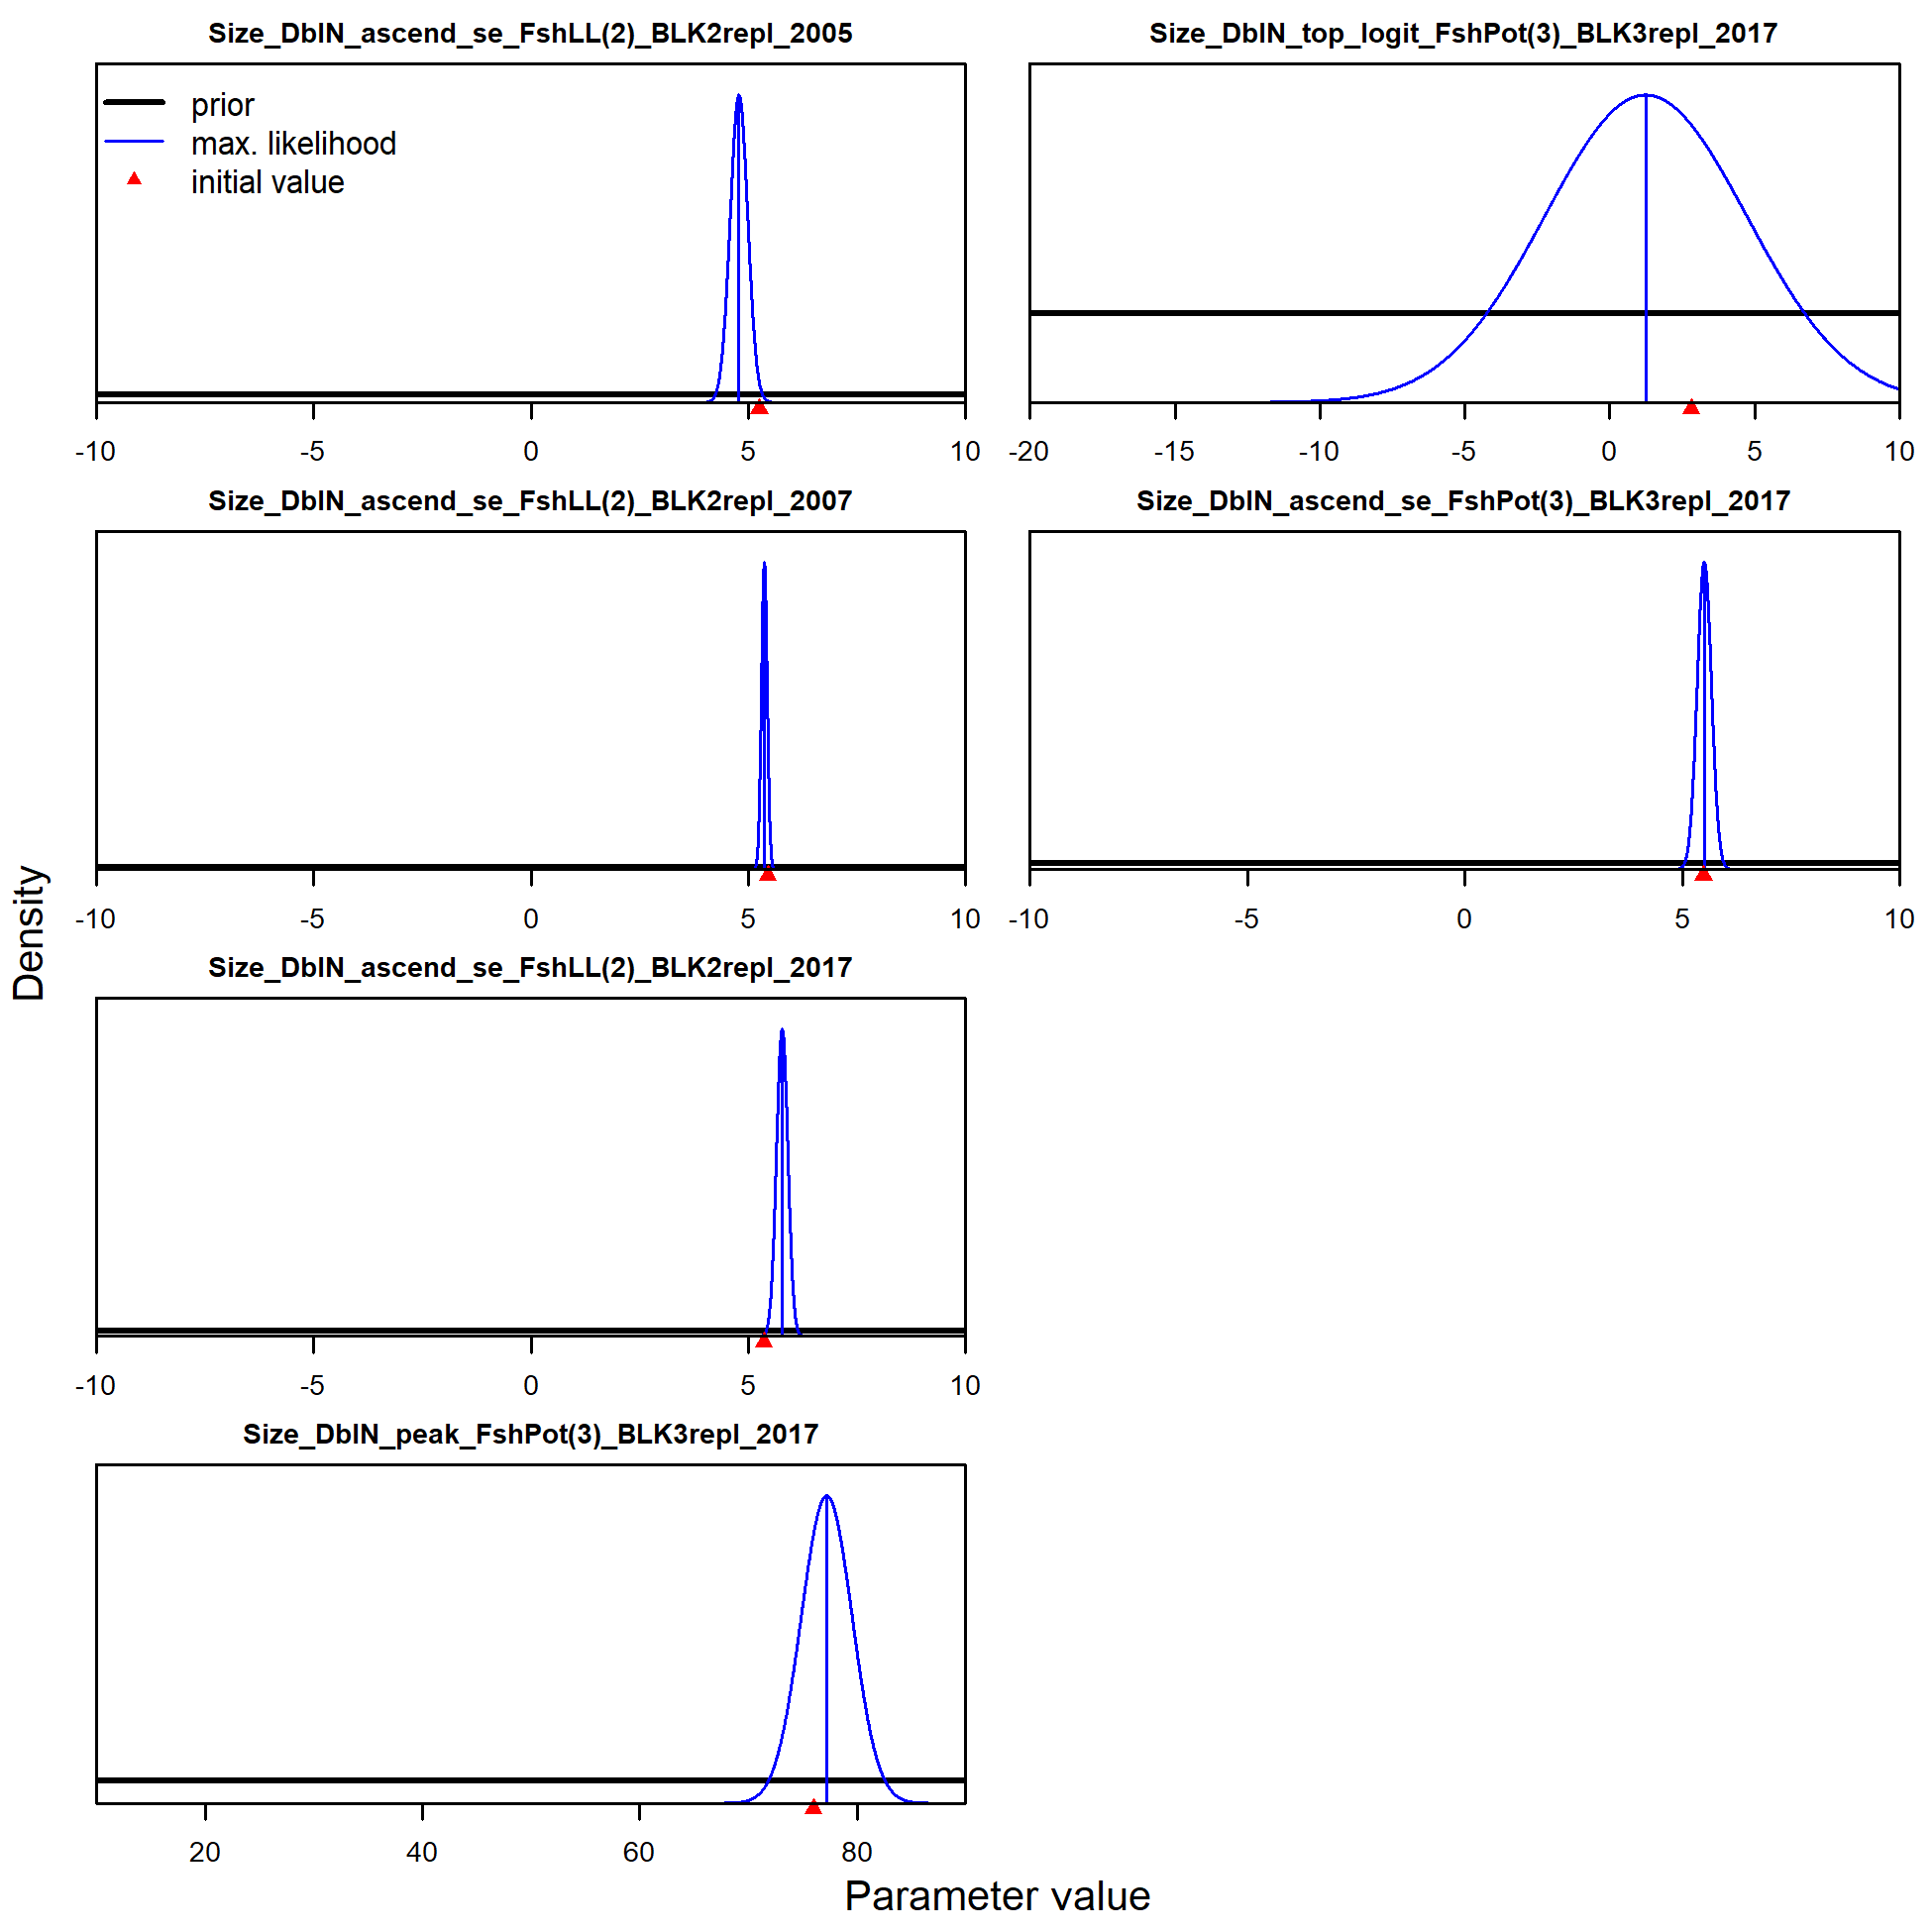 Size_DblN_ascend_se_FshLL(2)_BLK2repl_2005
prior
max. likelihood
initial value
-10 -5 0 5 10
Size_DblN_top_logit_FshPot(3)_BLK3repl_2017
-20 -15 -10 -5 0 5 10
Size_DblN_ascend_se_FshLL(2)_BLK2repl_2007
-10 -5 0 5 10
Size_DblN_ascend_se_FshPot(3)_BLK3repl_2017
-10 -5 0 5 10
Size_DblN_ascend_se_FshLL(2)_BLK2repl_2017
-10 -5 0 5 10
Size_DblN_peak_FshPot(3)_BLK3repl_2017
20 40 60 80
Density
Parameter value